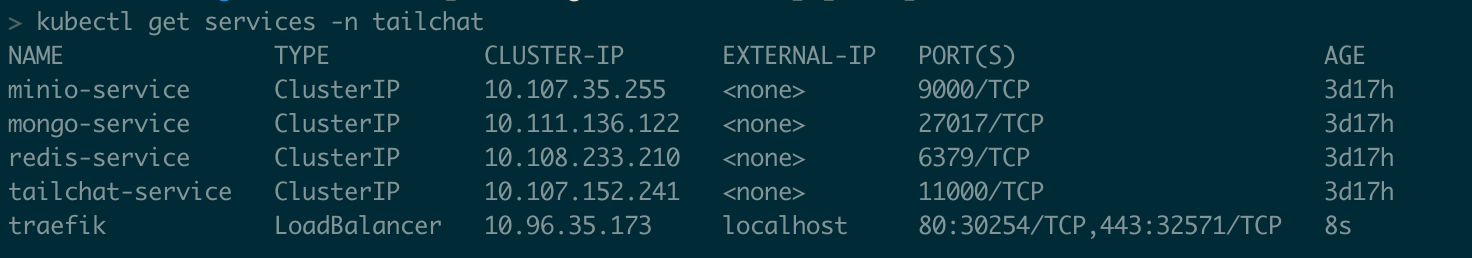 > kubectl get services -n tailchat
NAME TYPE CLUSTER-IP EXTERNAL-IP PORT(S) AGE
minio-service ClusterIP 10.107.35.255 <none> 9000/TCP 3d17h
mongo-service ClusterIP 10.111.136.122 <none> 27017/TCP 3d17h
redis-service ClusterIP 10.108.233.210 <none> 6379/TCP 3d17h
tailchat-service ClusterIP 10.107.152.241 <none> 11000/TCP 3d17h
traefik LoadBalancer 10.96.35.173 localhost 80:30254/TCP,443:32571/TCP 8s